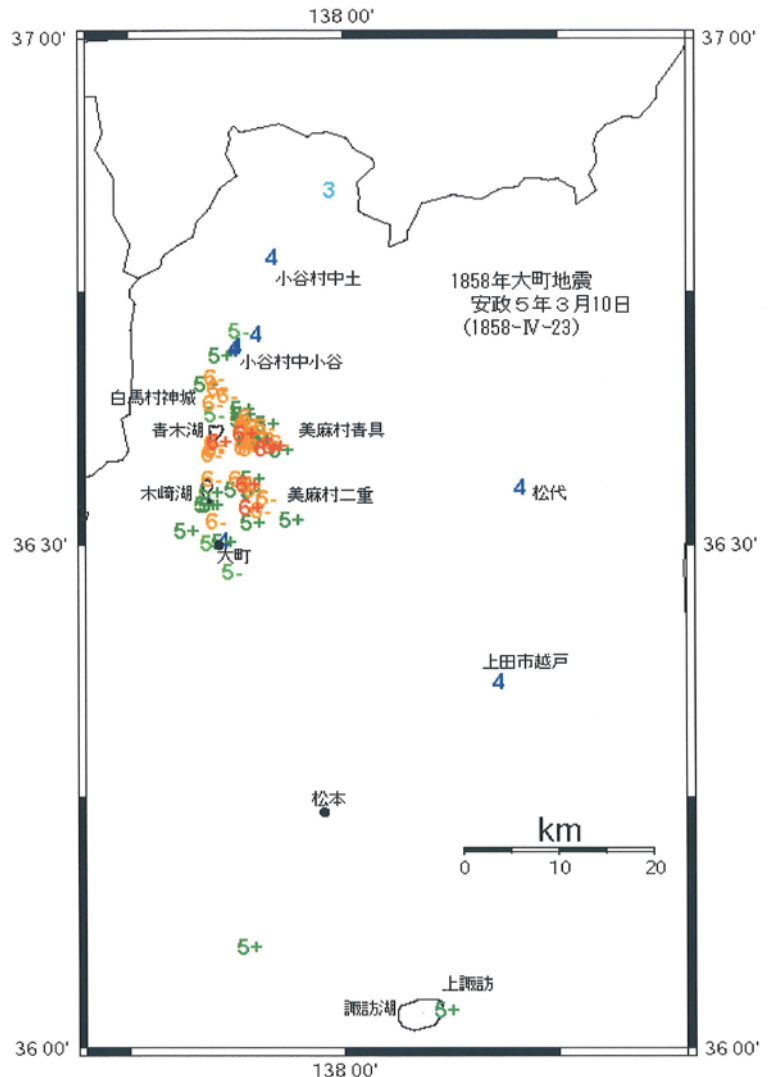 138 00'
37 00'
37 00'
3
4
小谷村中土
1858年大町地震
安政5年3月10日
(1858-Ⅳ-23)
5-
4
5+
4
小谷村中小谷
白馬村神城
青木湖
美麻村青具
木崎湖
美麻村二重
4
松代
5+
5+
6-
5+
36 30'
4
大町
36 30'
5-
上田市越戸
4
松本
km
0
10
20
5+
上諏訪
諏訪湖
5+
36 00'
36 00'
138 00'